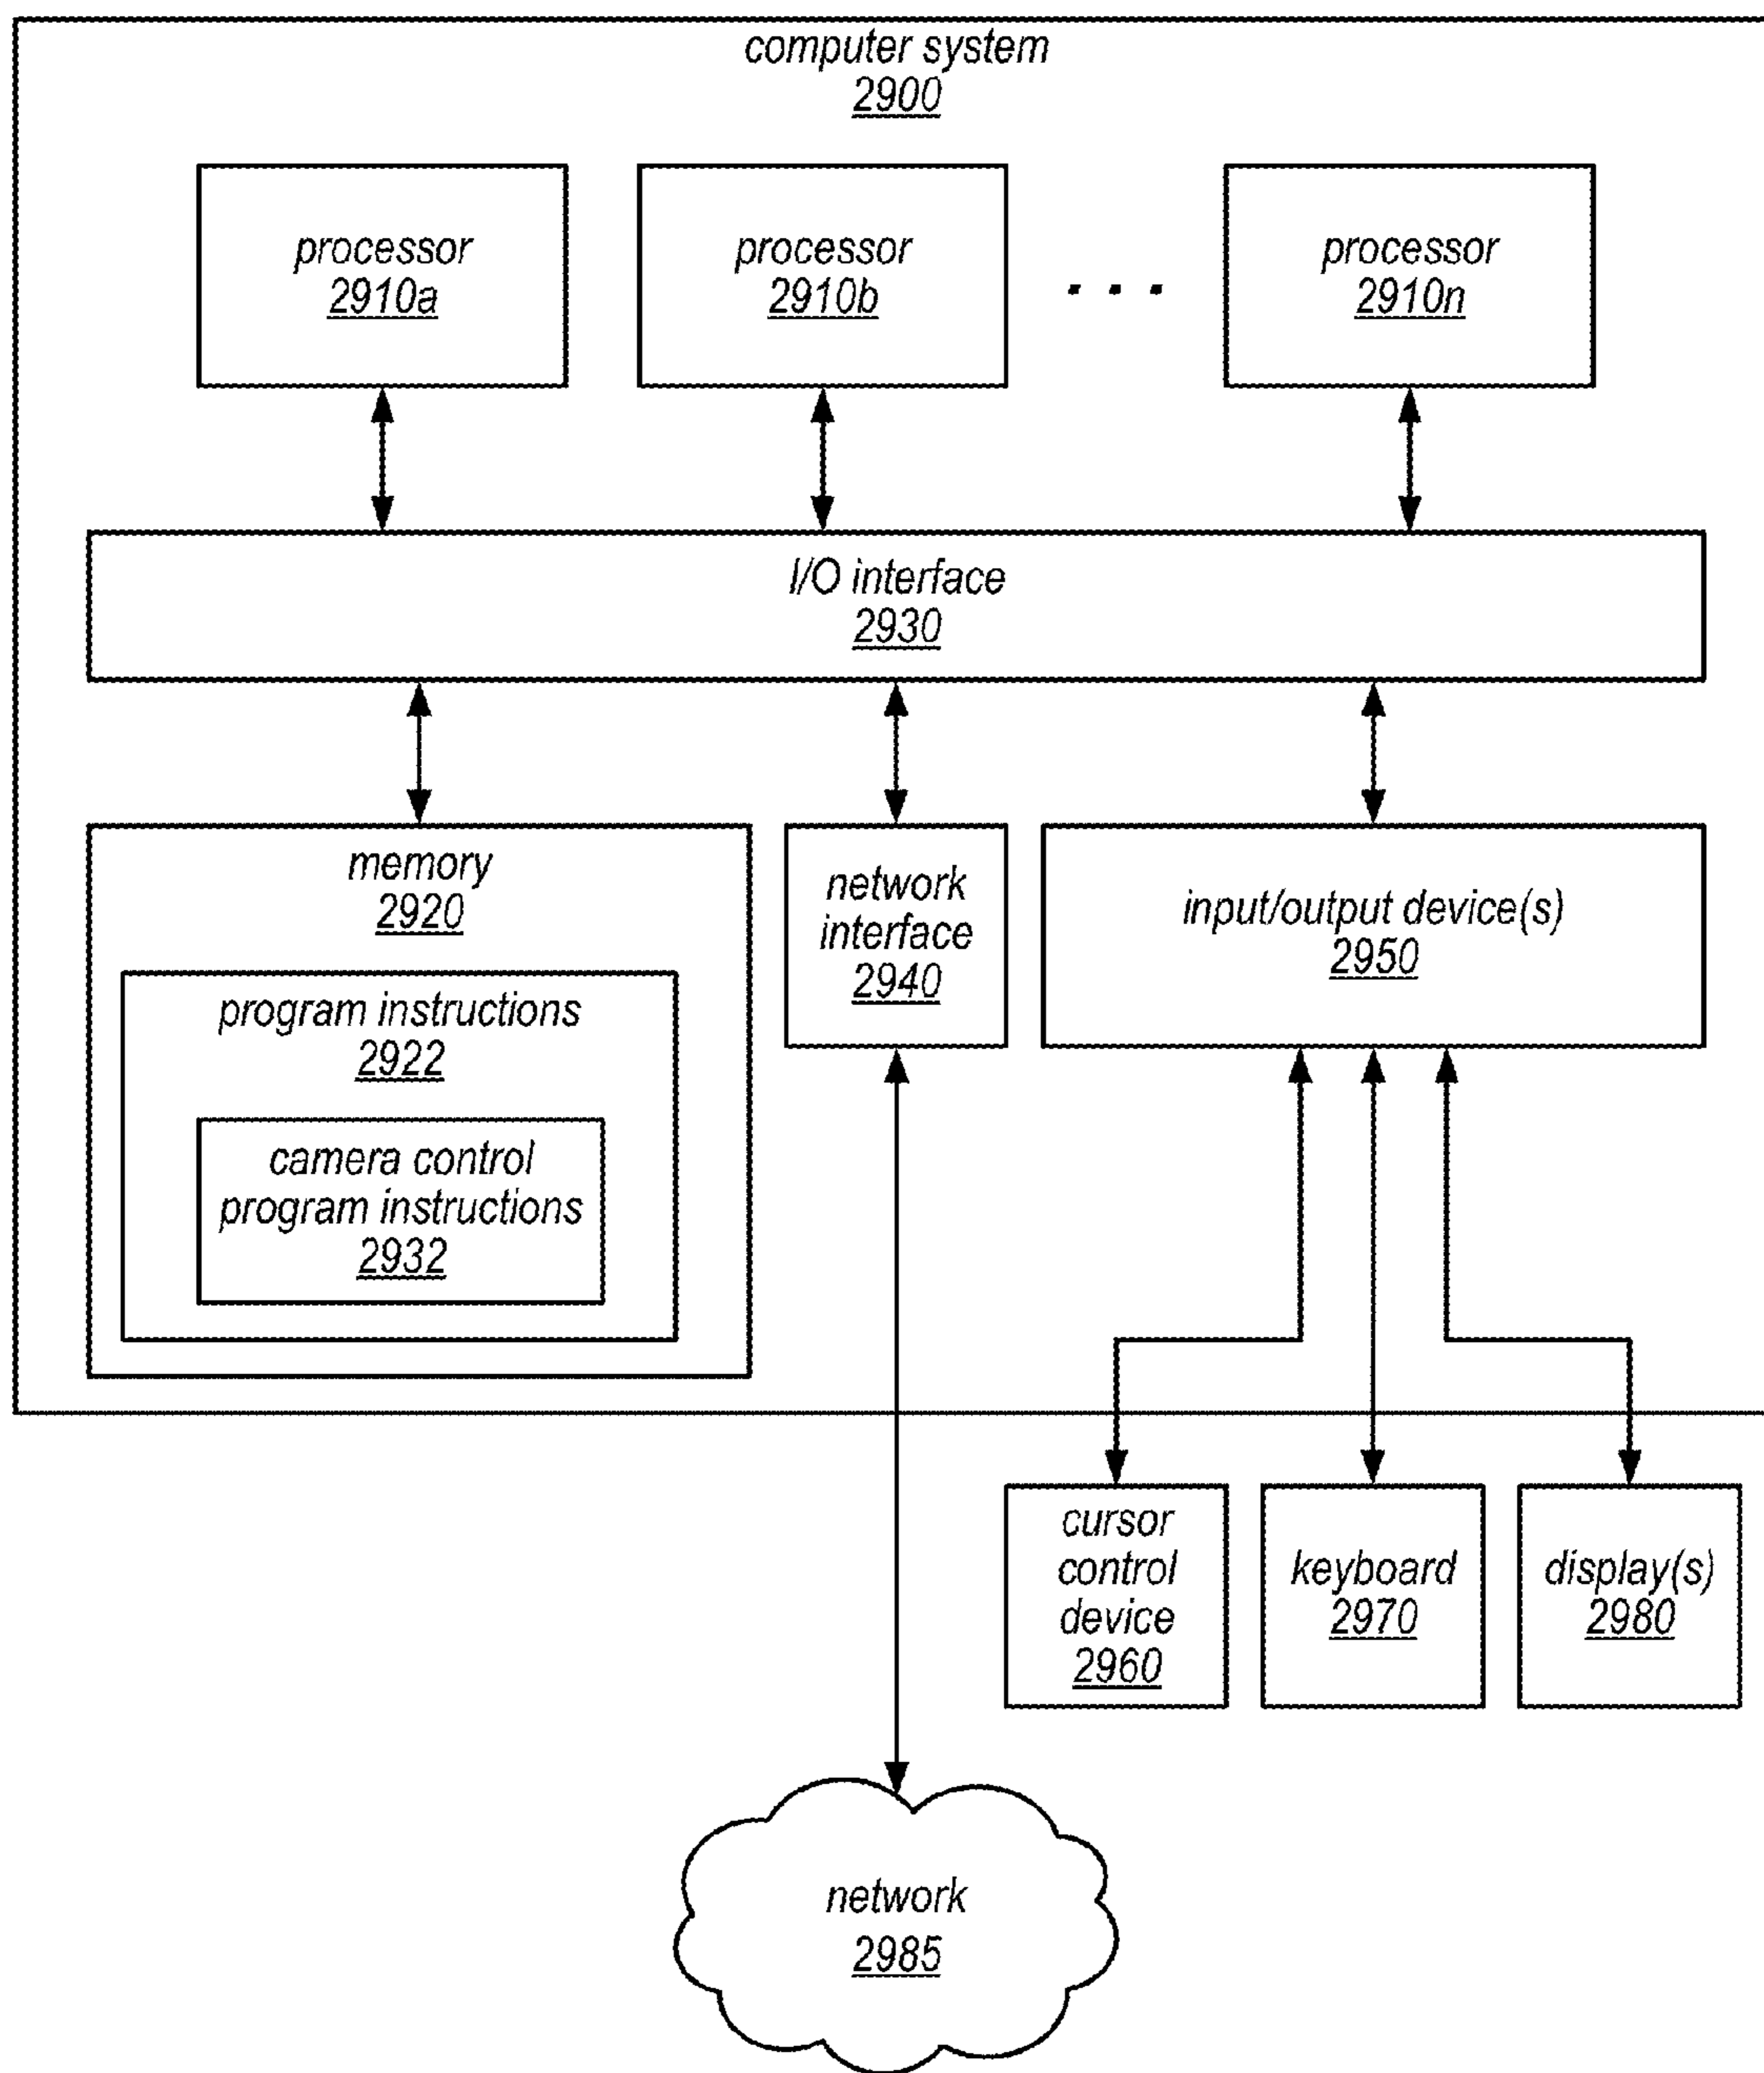 computer system
2900
processor
2910a
processor
2910b
. . .
processor
2910n
I/O interface
2930
memory
2920
program instructions
2922
camera control
program instructions
2932
network
interface
2940
input/output device(s)
2950
cursor
control
device
2960
keyboard
2970
display(s)
2980
network
2985